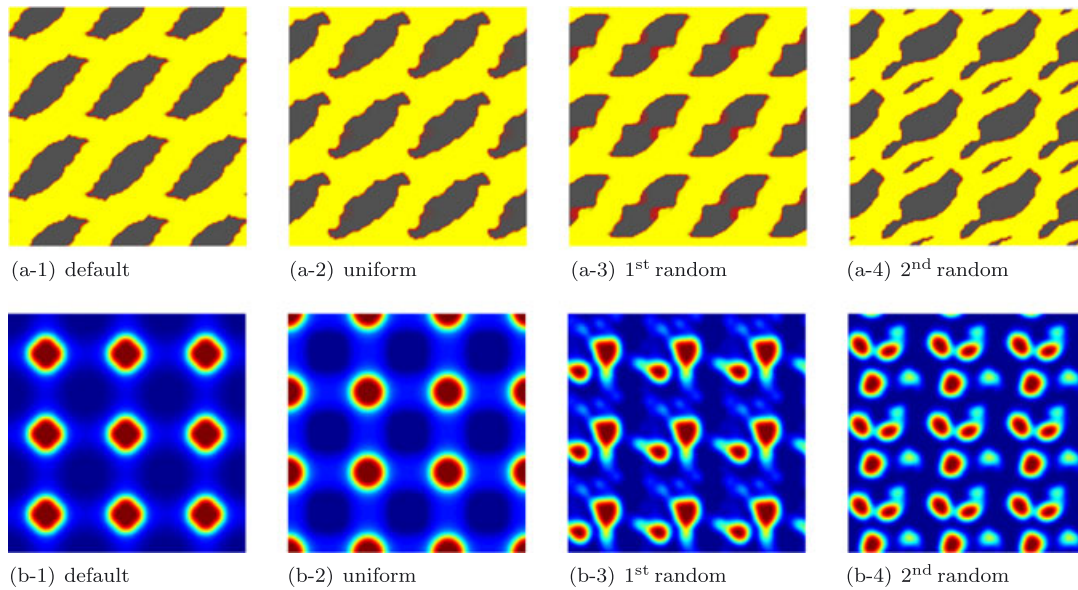 (a-1) default
(a-2) uniform
(a-3) 1st random
(a-4) 2nd random
(b-1) default
(b-2) uniform
(b-3) 1st random
(b-4) 2nd random